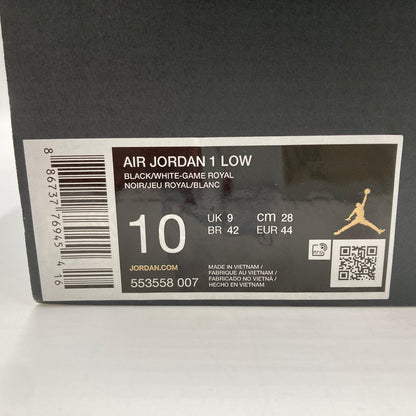 AIR JORDAN 1 LOW
BLACK/WHITE-GAME ROYAL
NOIR/JEU ROYAL/BLANC
10
UK 9 cm 28
BR 42 EUR 44
JORDAN.COM
553558 007
MADE IN VIETNAM /
FABRIQUÉ AU VIETNAM /
FABRICADO NO VIETNÃ /
HECHO EN VIETNAM
8 86737 76945 4 16